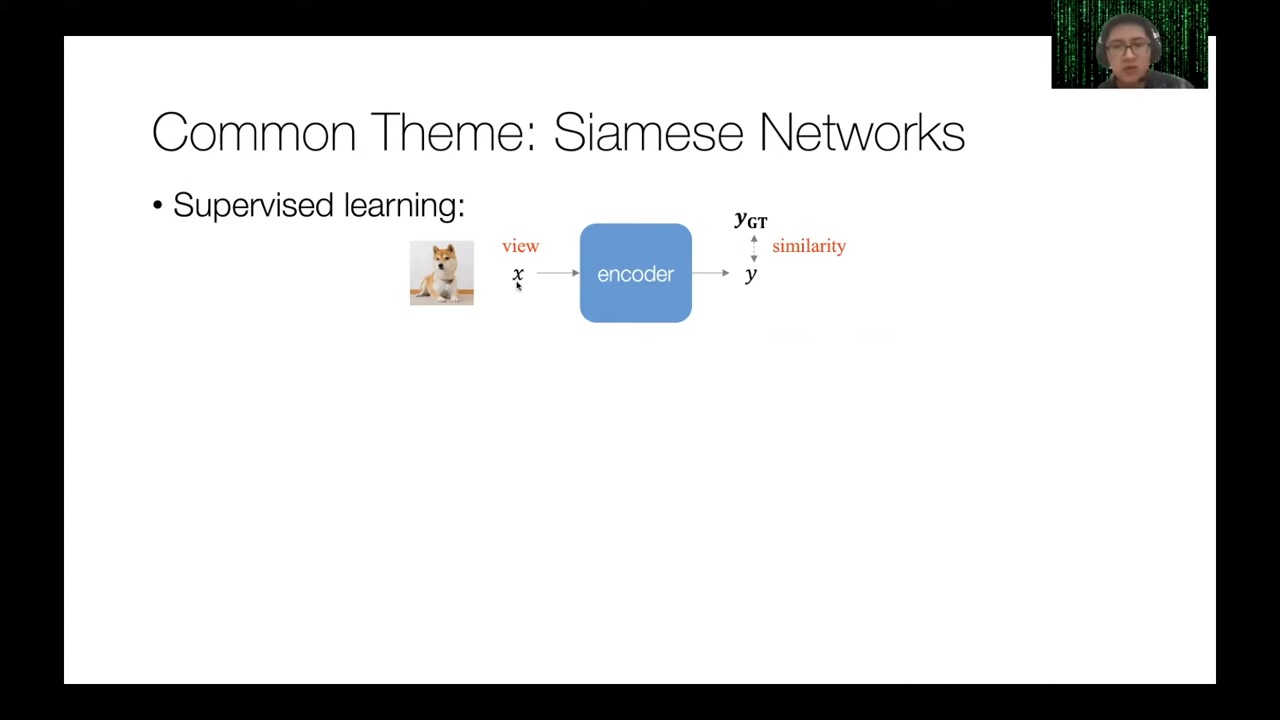 Common Theme: Siamese Networks
• Supervised learning:
view
x
encoder
y_GT
similarity
y